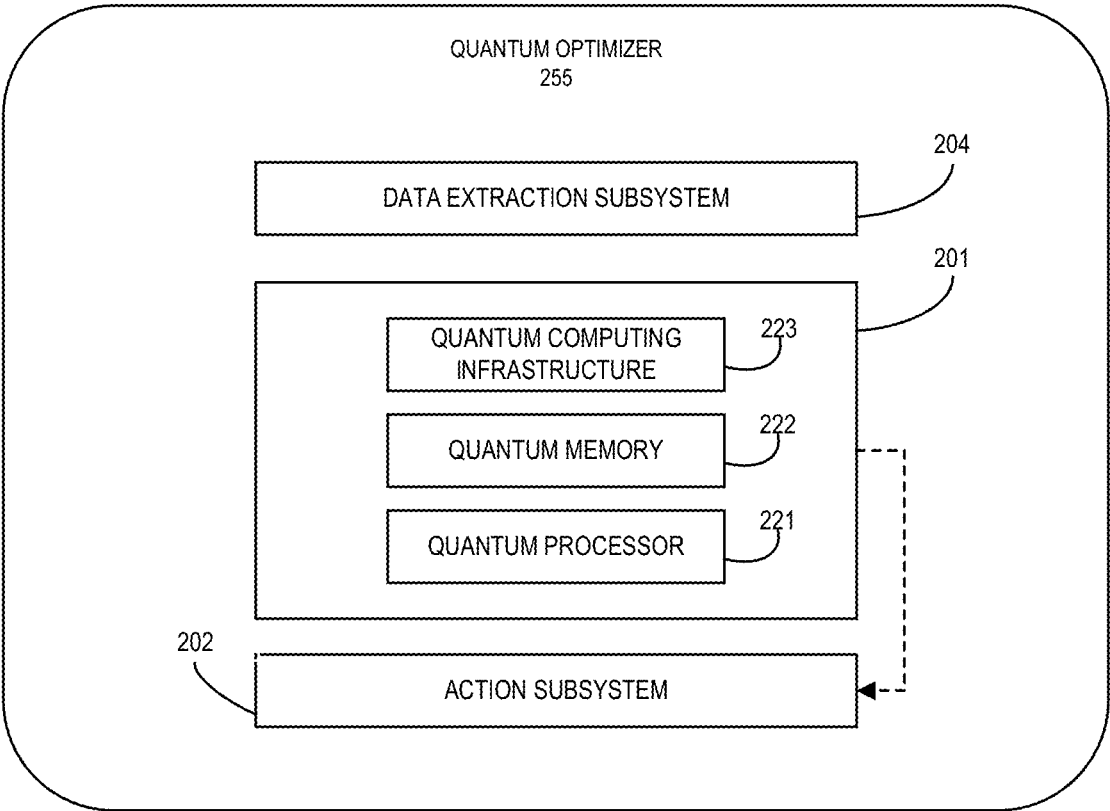 QUANTUM OPTIMIZER
255
204
DATA EXTRACTION SUBSYSTEM
201
QUANTUM COMPUTING
INFRASTRUCTURE
223
QUANTUM MEMORY
222
QUANTUM PROCESSOR
221
202
ACTION SUBSYSTEM